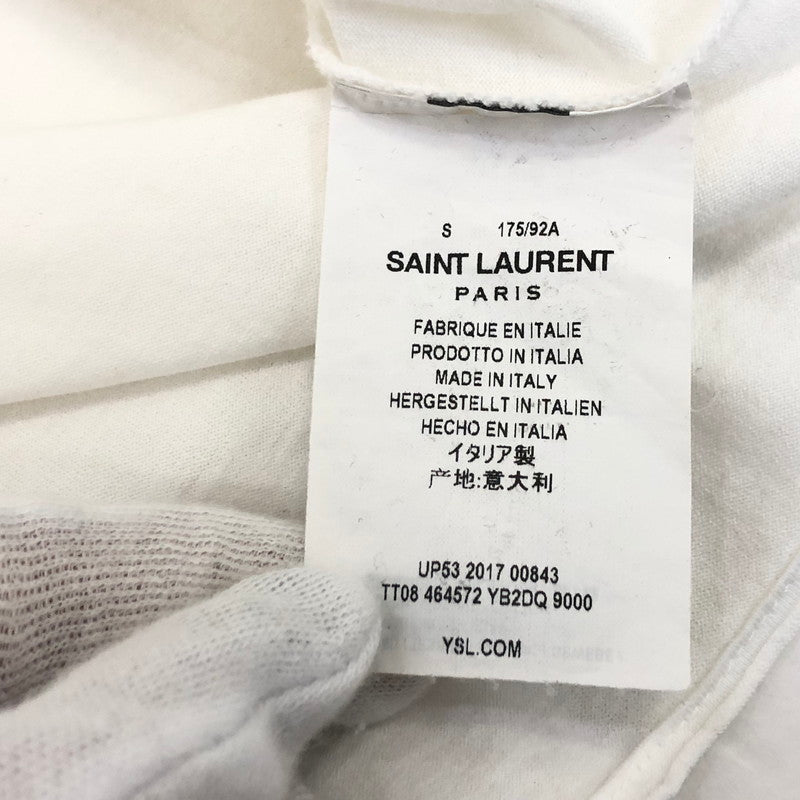 S 175/92A
SAINT LAURENT
PARIS
FABRIQUE EN ITALIE
PRODOTTO IN ITALIA
MADE IN ITALY
HERGESTELLT IN ITALIEN
HECHO EN ITALIA
イタリア製
产地:意大利
UP53 2017 00843
TT08 464572 YB2DQ 9000
YSL.COM